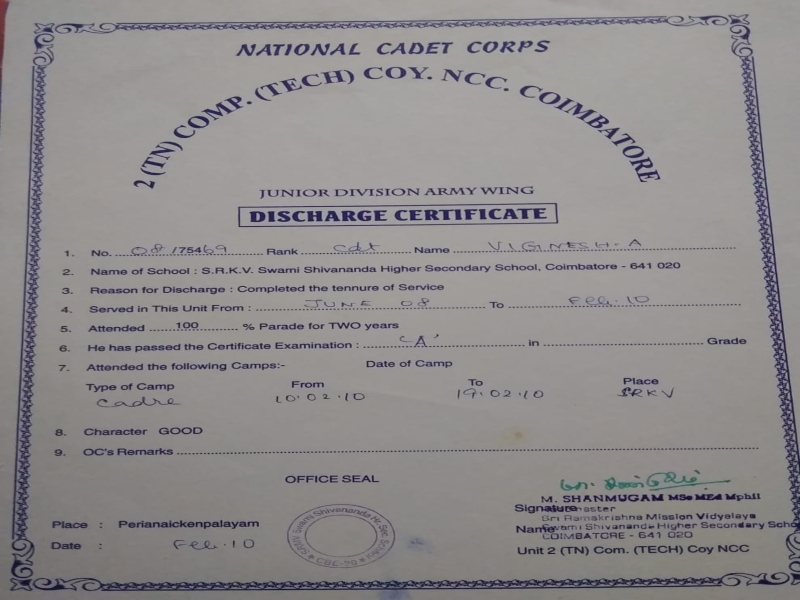 NATIONAL CADET CORPS
2 (TN) COMP. (TECH) COY. NCC. COIMBATORE
JUNIOR DIVISION ARMY WING
DISCHARGE CERTIFICATE
1. No. 08/75469 Rank Cdt Name VIGNESH.A
2. Name of School : S.R.K.V. Swami Shivananda Higher Secondary School, Coimbatore - 641 020
3. Reason for Discharge : Completed the tennure of Service
4. Served in This Unit From : JUNE 08 To Feb.10
5. Attended 100 % Parade for TWO years
6. He has passed the Certificate Examination : 'A' in Grade
7. Attended the following Camps:- Date of Camp
Type of Camp From To Place
Cadre 10.02.10 19.02.10 SRKV
8. Character GOOD
9. OC's Remarks
OFFICE SEAL
M. SHANMUGAM MSc MEd Mphil
Signature
Sri Ramakrishna Mission Vidyalaya
Name Swami Shivananda Higher Secondary Scho
COIMBATORE - 641 020
Unit 2 (TN) Com. (TECH) Coy NCC
Place : Perianaickenpalayam
Date : Feb.10
Swami Shivananda Hr Sec School
CBE-20